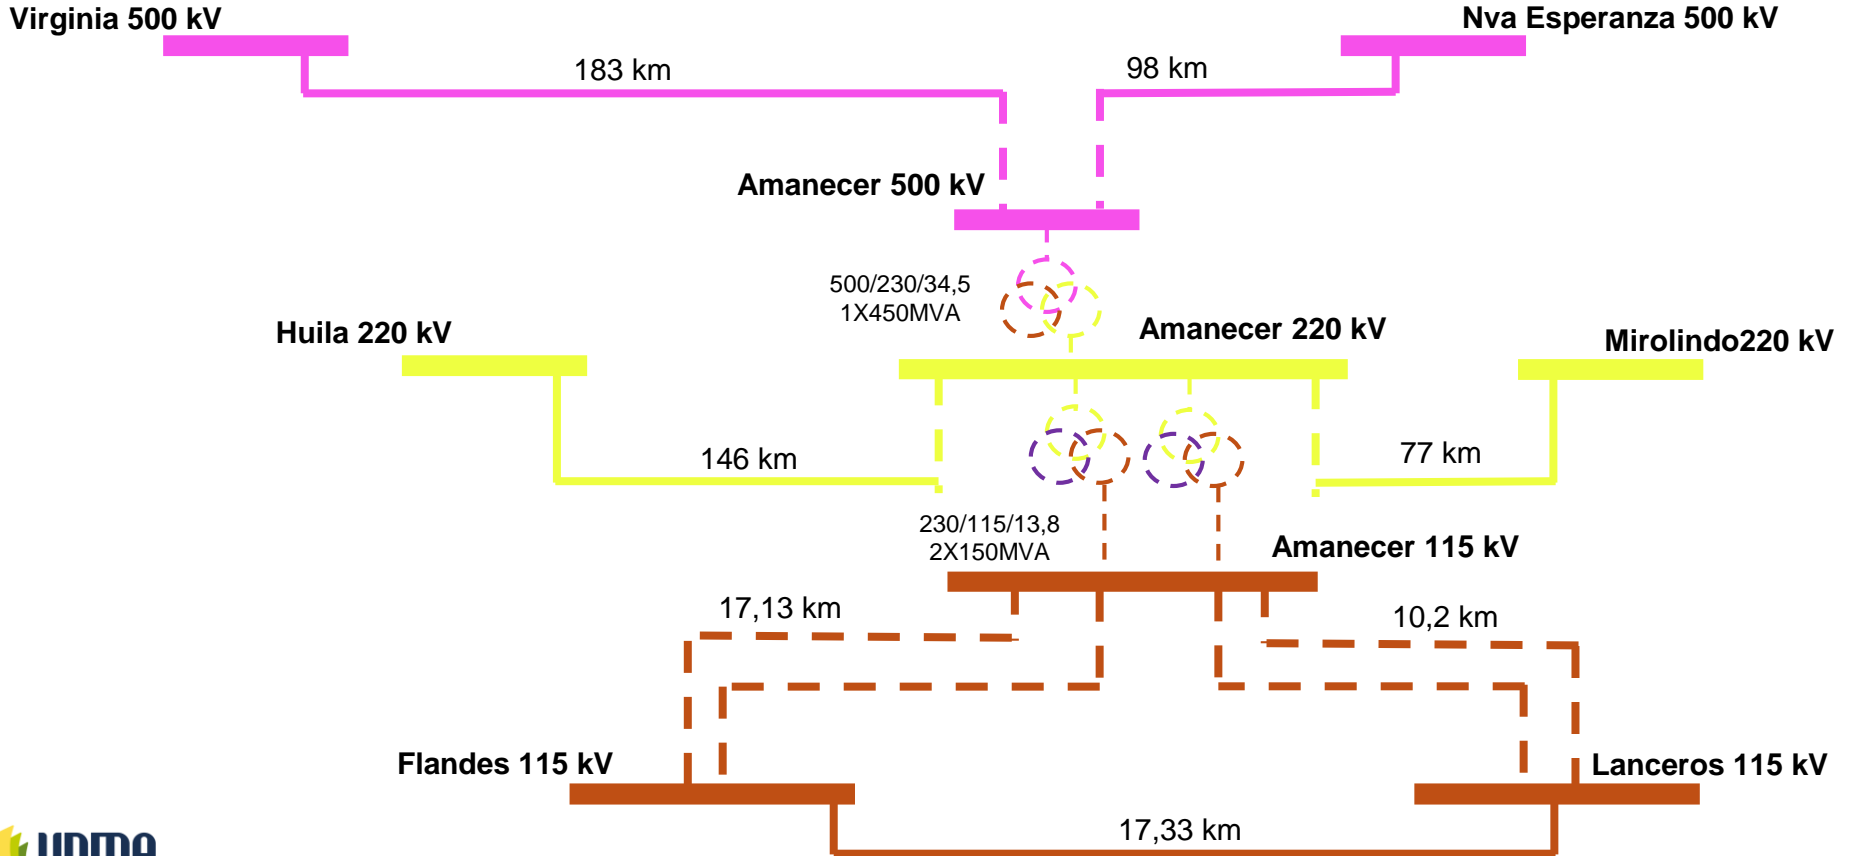 Virginia 500 kV
Nva Esperanza 500 kV
183 km
98 km
Amanecer 500 kV
500/230/34,5
1X450MVA
Huila 220 kV
Amanecer 220 kV
Mirolindo220 kV
146 km
77 km
230/115/13,8
2X150MVA
Amanecer 115 kV
17,13 km
10,2 km
Flandes 115 kV
Lanceros 115 kV
17,33 km